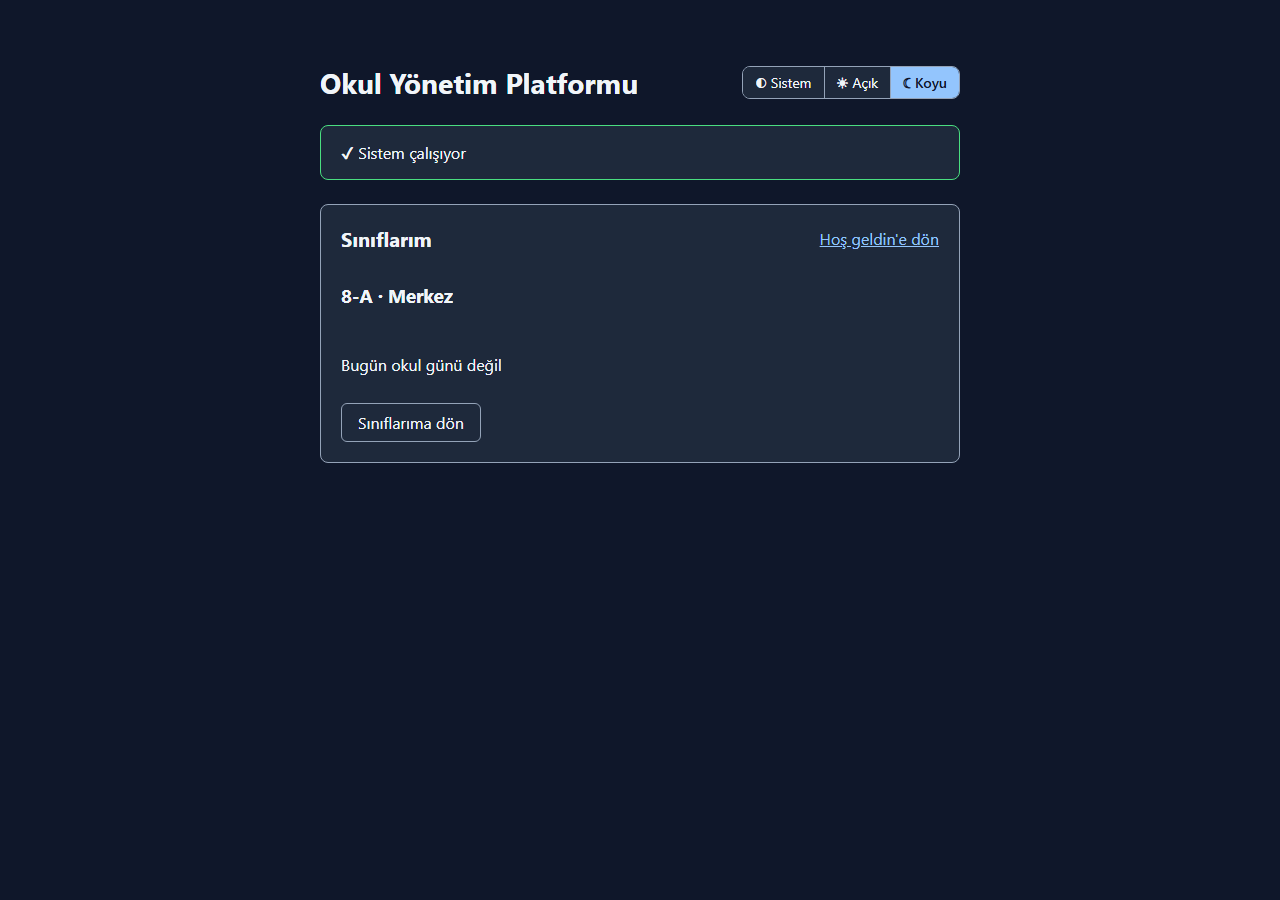 Okul Yönetim Platformu
◐ Sistem ☀ Açık ☾ Koyu
✓ Sistem çalışıyor
Sınıflarım
Hoş geldin'e dön
8-A · Merkez
Bugün okul günü değil
Sınıflarıma dön